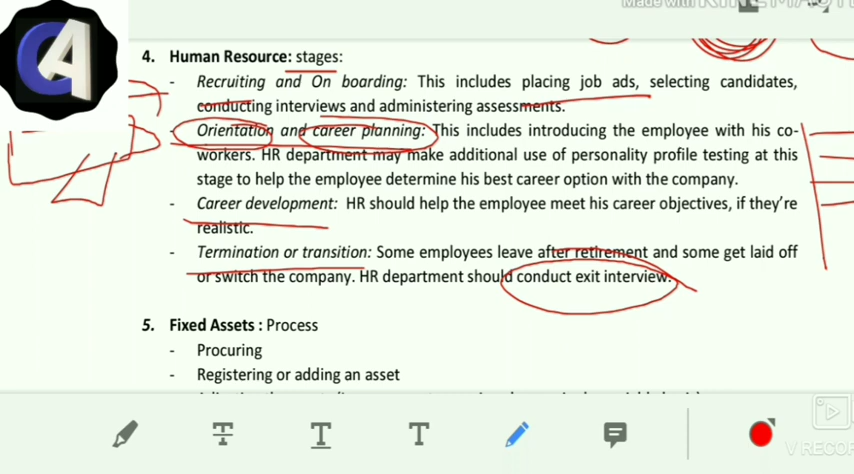 Made with KINEMASTER
CA
4. Human Resource: stages:
- Recruiting and On boarding: This includes placing job ads, selecting candidates,
conducting interviews and administering assessments.
- Orientation and career planning: This includes introducing the employee with his co-
workers. HR department may make additional use of personality profile testing at this
stage to help the employee determine his best career option with the company.
- Career development: HR should help the employee meet his career objectives, if they're
realistic.
- Termination or transition: Some employees leave after retirement and some get laid off
or switch the company. HR department should conduct exit interview.
5. Fixed Assets : Process
- Procuring
- Registering or adding an asset
T T T
V RECOR